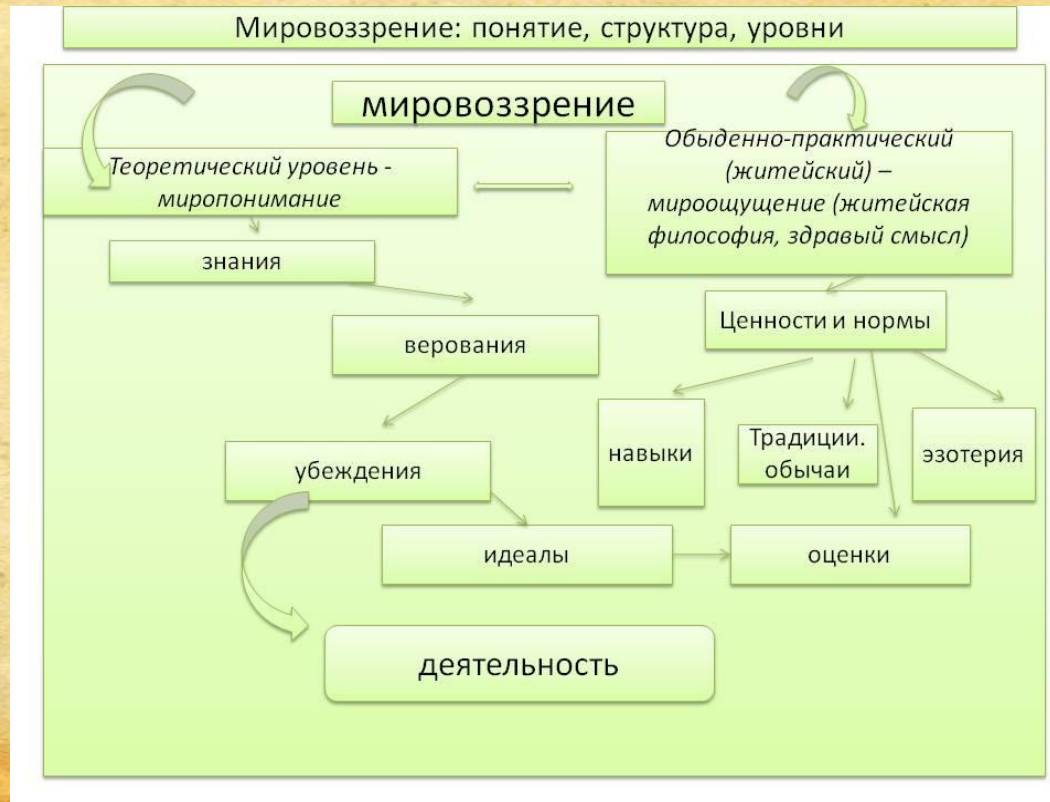 Мировоззрение: понятие, структура, уровни
мировоззрение
Теоретический уровень -
миропонимание
Обыденно-практический
(житейский) –
мироощущение (житейская
философия, здравый смысл)
знания
Ценности и нормы
верования
навыки
Традиции.
обычаи
эзотерия
убеждения
идеалы
оценки
деятельность